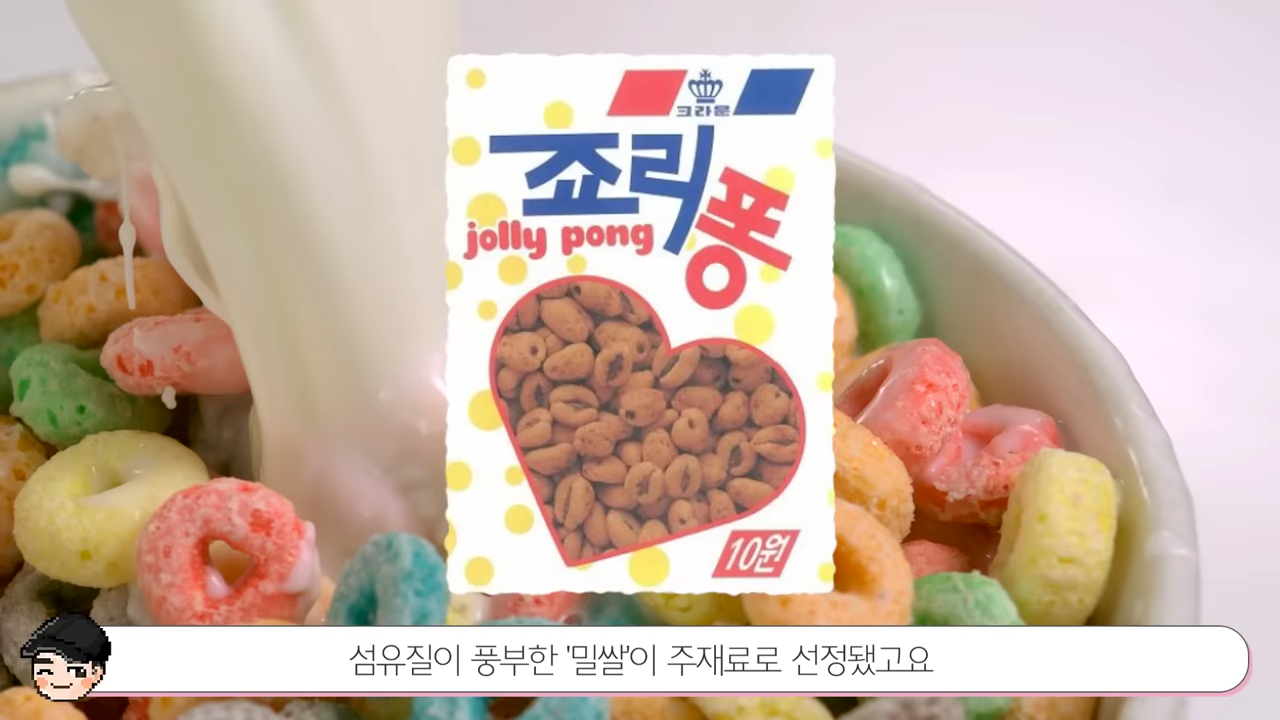 크라운
죠리퐁
jolly pong
10원
섬유질이 풍부한 '밀쌀'이 주재료로 선정됐고요